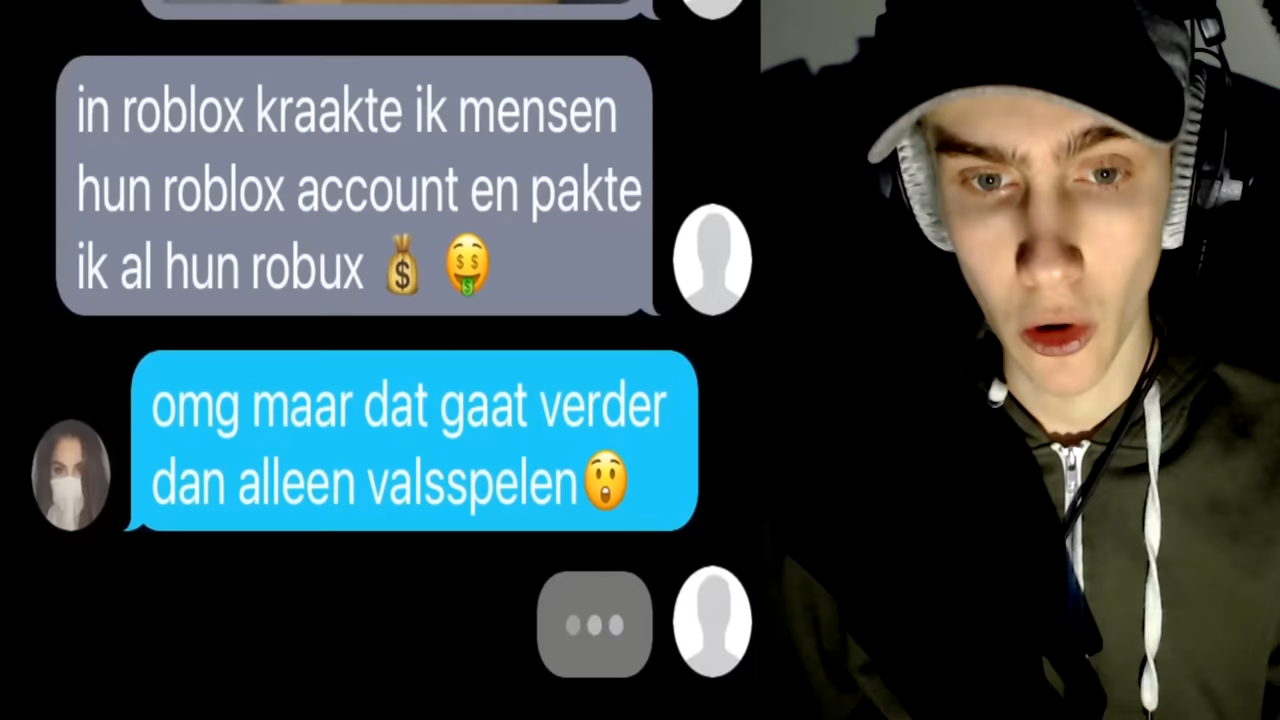 in roblox kraakte ik mensen
hun roblox account en pakte
ik al hun robux 💰 🤑
omg maar dat gaat verder
dan alleen valsspelen😲